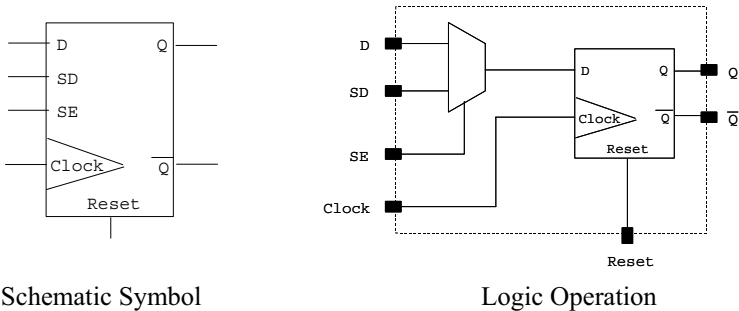 D Q
SD
SE
Clock Q̅
Reset
Schematic Symbol
D
SD
SE
Clock
D Q
Clock Q̅
Reset
Q
Q̅
Reset
Logic Operation